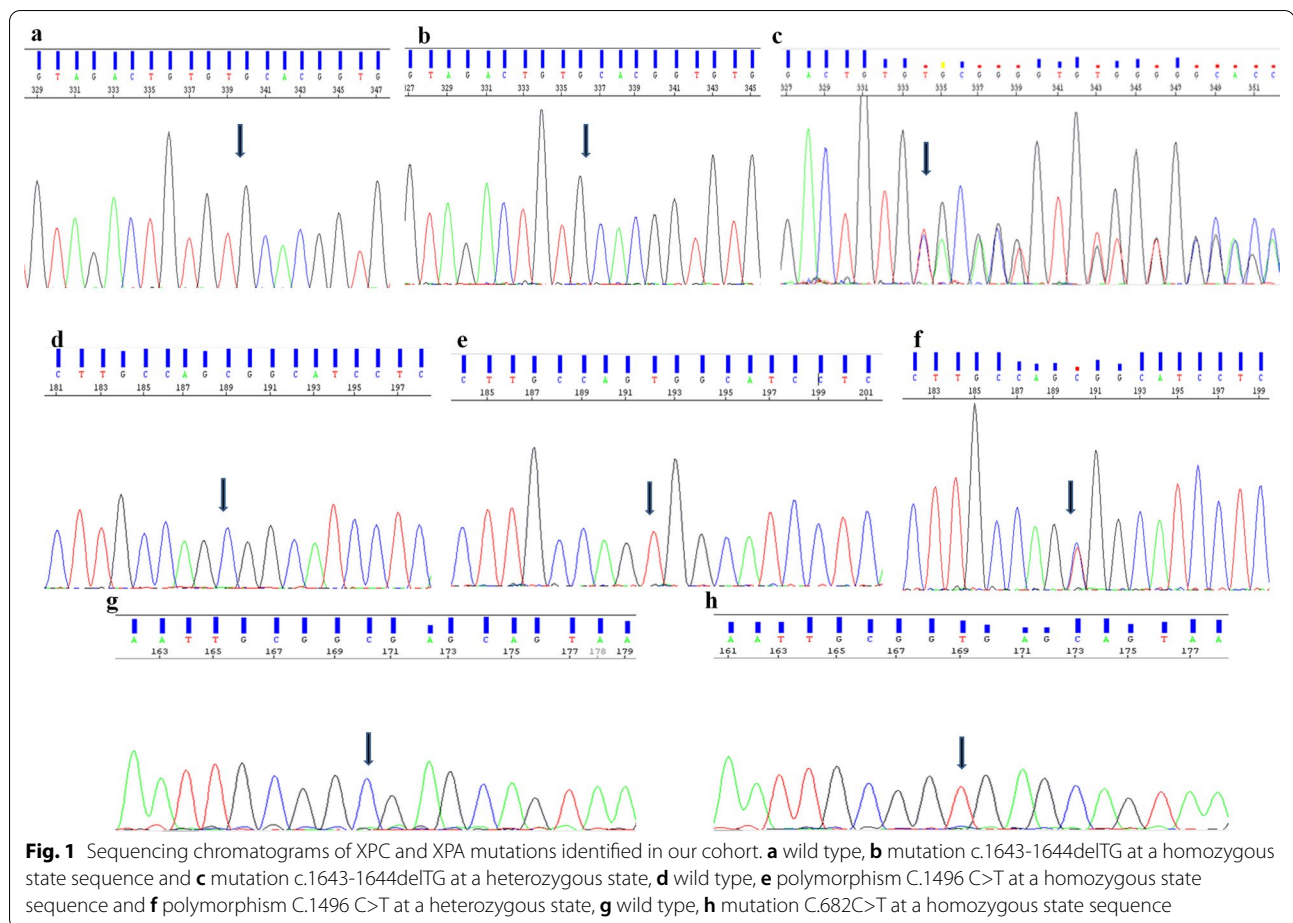 a
G T A G A C T G T G T G C A C G G T G
329 331 333 335 337 339 341 343 345 347
b
G T A G A C T G T G C A C G G T G T G
327 329 331 333 335 337 339 341 343 345
c
G A C T G T G T G C G G G G T G T G G G G G C A C C
327 329 331 333 335 337 339 341 343 345 347 349 351
d
C T T G C C A G C G G C A T C C T C
181 183 185 187 189 191 193 195 197
e
C T T G C C A G T G G C A T C C T C
185 187 189 191 193 195 197 199 201
f
C T T G C C A G C G G C A T C C T C
183 185 187 189 191 193 195 197 199
g
A A T T G C G G C G A G C A G T A A
163 165 167 169 171 173 175 177 178 179
h
A A T T G C G G T G A G C A G T A A
161 163 165 167 169 171 173 175 177
Fig. 1 Sequencing chromatograms of XPC and XPA mutations identified in our cohort. a wild type, b mutation c.1643-1644delTG at a homozygous
state sequence and c mutation c.1643-1644delTG at a heterozygous state, d wild type, e polymorphism C.1496 C>T at a homozygous state
sequence and f polymorphism C.1496 C>T at a heterozygous state, g wild type, h mutation C.682C>T at a homozygous state sequence